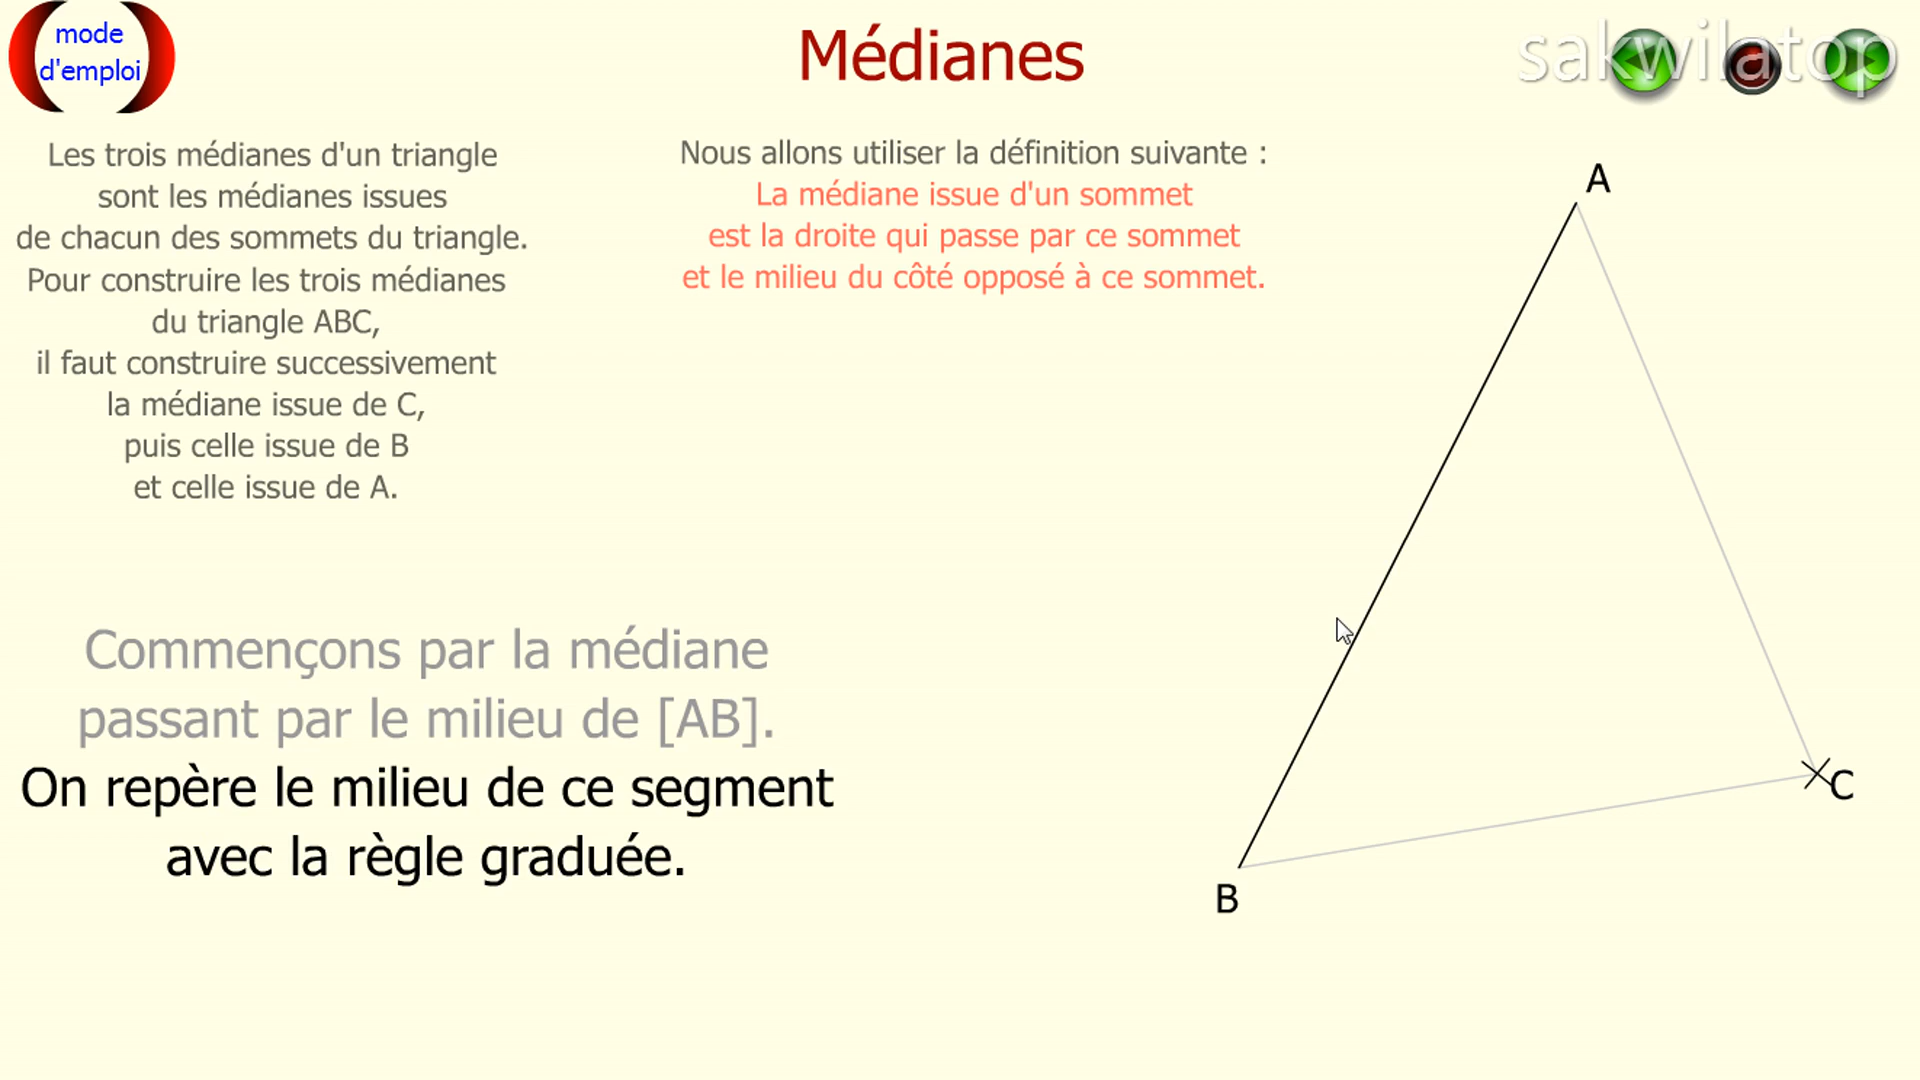 mode
d'emploi
Médianes
sakwilatop
Les trois médianes d'un triangle
sont les médianes issues
de chacun des sommets du triangle.
Pour construire les trois médianes
du triangle ABC,
il faut construire successivement
la médiane issue de C,
puis celle issue de B
et celle issue de A.
Nous allons utiliser la définition suivante :
La médiane issue d'un sommet
est la droite qui passe par ce sommet
et le milieu du côté opposé à ce sommet.
A
Commençons par la médiane
passant par le milieu de [AB].
On repère le milieu de ce segment
avec la règle graduée.
C
B